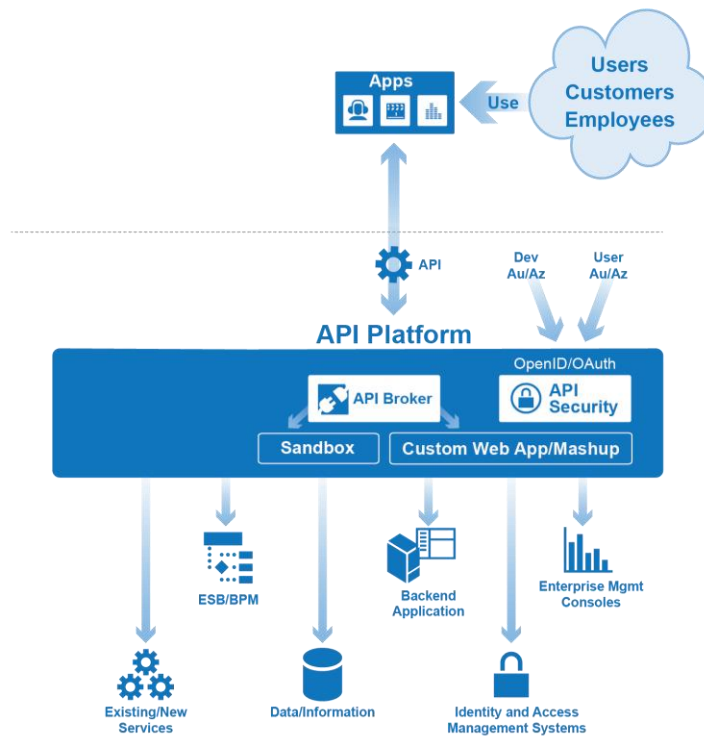 Apps
Users
Customers
Employees
Use
API
Dev
Au/Az
User
Au/Az
API Platform
OpenID/OAuth
API Broker
API
Security
Sandbox
Custom Web App/Mashup
ESB/BPM
Backend
Application
Enterprise Mgmt
Consoles
Existing/New
Services
Data/Information
Identity and Access
Management Systems